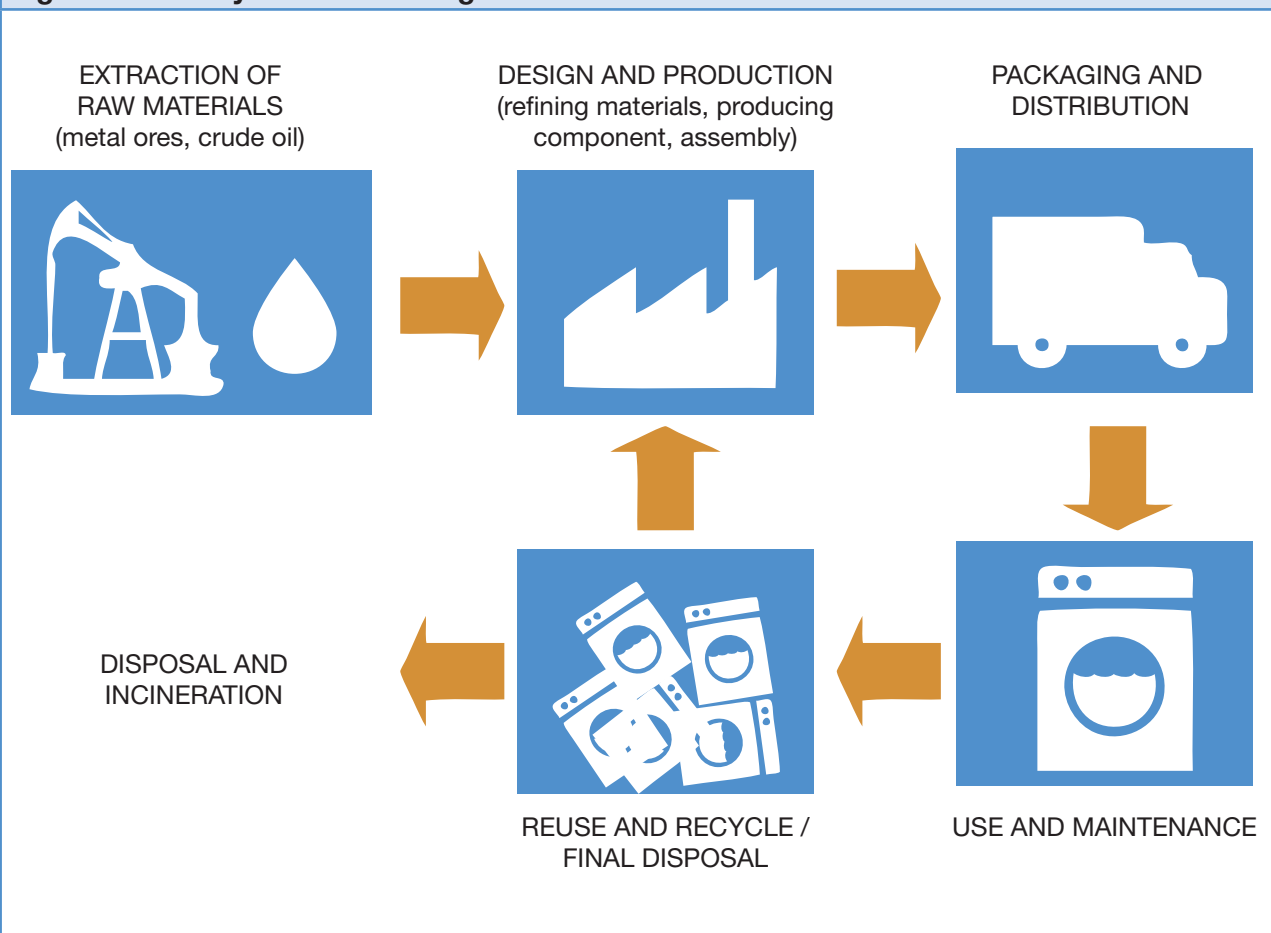 EXTRACTION OF
RAW MATERIALS
(metal ores, crude oil)
DESIGN AND PRODUCTION
(refining materials, producing
component, assembly)
PACKAGING AND
DISTRIBUTION
DISPOSAL AND
INCINERATION
REUSE AND RECYCLE /
FINAL DISPOSAL
USE AND MAINTENANCE